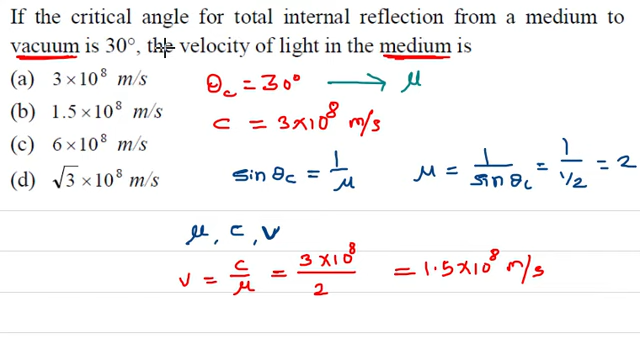 If the critical angle for total internal reflection from a medium to
vacuum is 30°, the velocity of light in the medium is
(a) 3×10⁸ m/s
(b) 1.5×10⁸ m/s
(c) 6×10⁸ m/s
(d) √3×10⁸ m/s
θc = 30° ⟶ μ
c = 3×10⁸ m/s
sin θc = 1/μ
μ = 1/sin θc = 1/1/2 = 2
μ, c, v
v = c/μ = 3×10⁸/2 = 1.5×10⁸ m/s